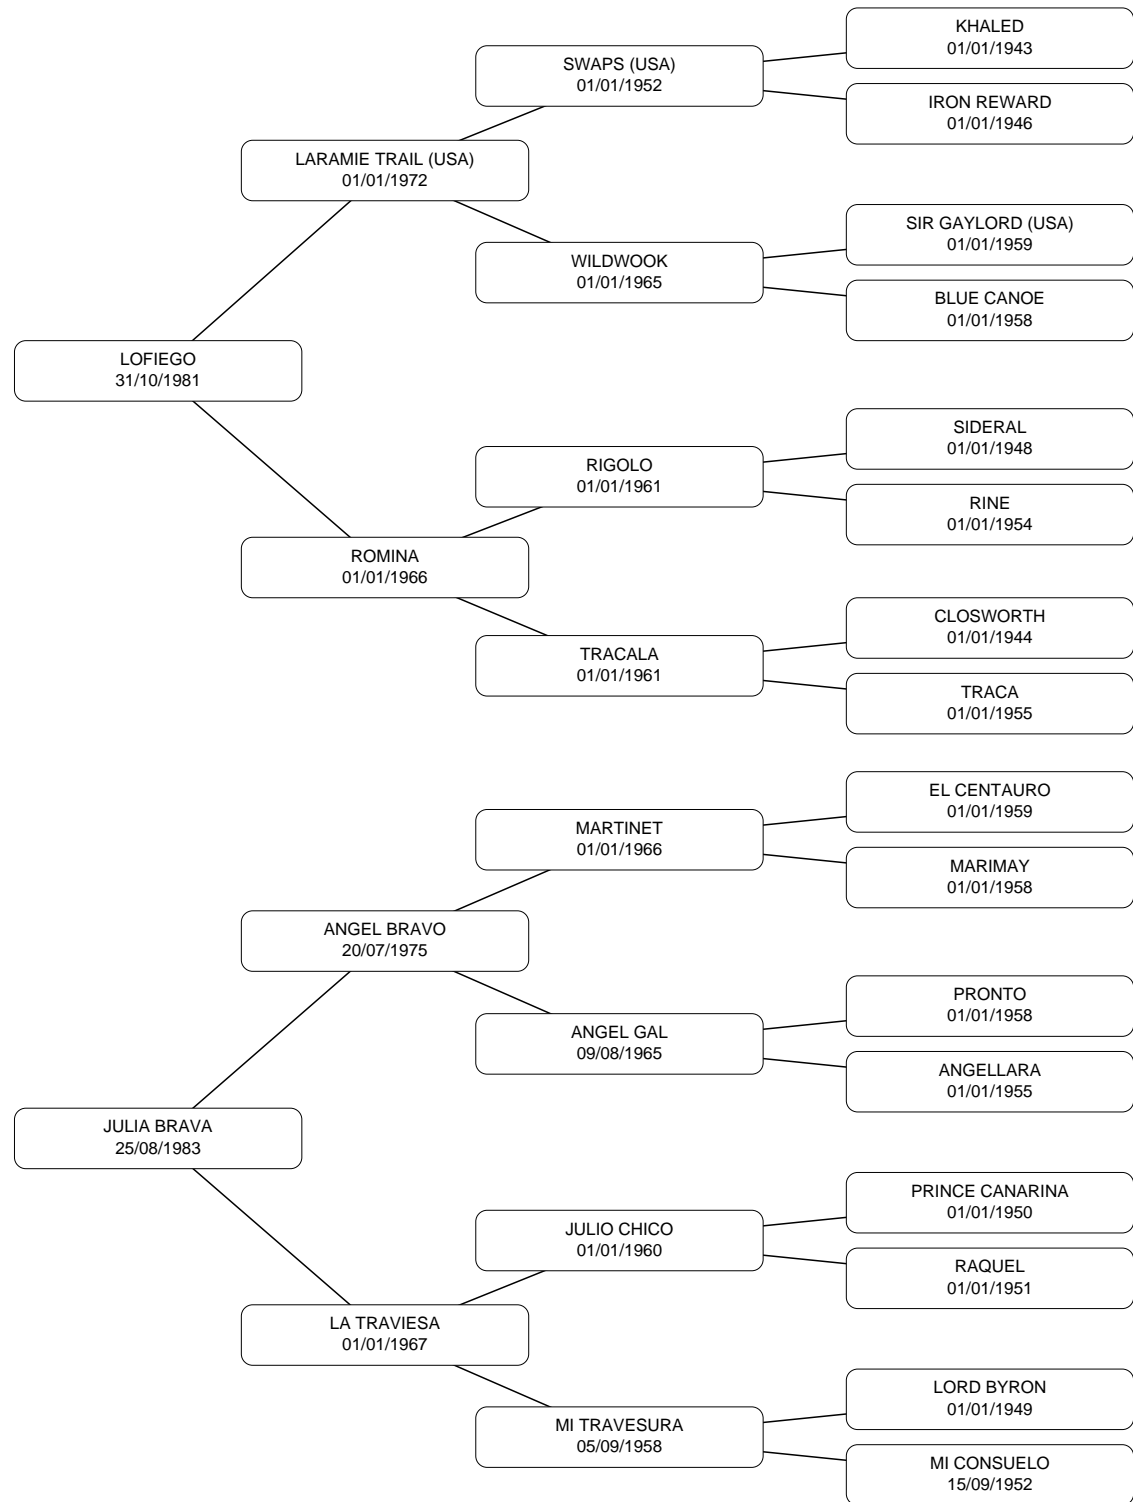 KHALED
01/01/1943
SWAPS (USA)
01/01/1952
IRON REWARD
01/01/1946
LARAMIE TRAIL (USA)
01/01/1972
SIR GAYLORD (USA)
01/01/1959
WILDWOOK
01/01/1965
BLUE CANOE
01/01/1958
LOFIEGO
31/10/1981
SIDERAL
01/01/1948
RIGOLO
01/01/1961
RINE
01/01/1954
ROMINA
01/01/1966
CLOSWORTH
01/01/1944
TRACALA
01/01/1961
TRACA
01/01/1955
EL CENTAURO
01/01/1959
MARTINET
01/01/1966
MARIMAY
01/01/1958
ANGEL BRAVO
20/07/1975
PRONTO
01/01/1958
ANGEL GAL
09/08/1965
ANGELLARA
01/01/1955
JULIA BRAVA
25/08/1983
PRINCE CANARINA
01/01/1950
JULIO CHICO
01/01/1960
RAQUEL
01/01/1951
LA TRAVIESA
01/01/1967
LORD BYRON
01/01/1949
MI TRAVESURA
05/09/1958
MI CONSUELO
15/09/1952